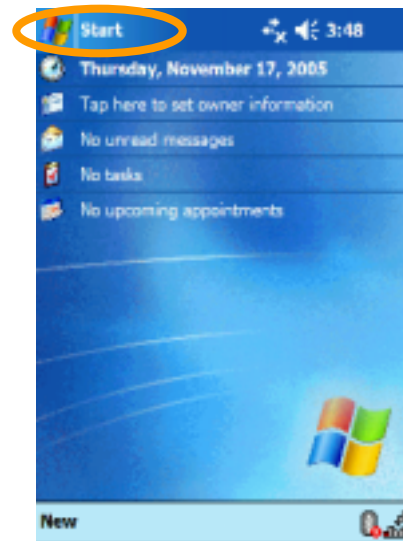 Start 3:48
Thursday, November 17, 2005
Tap here to set owner information
No unread messages
No tasks
No upcoming appointments
New